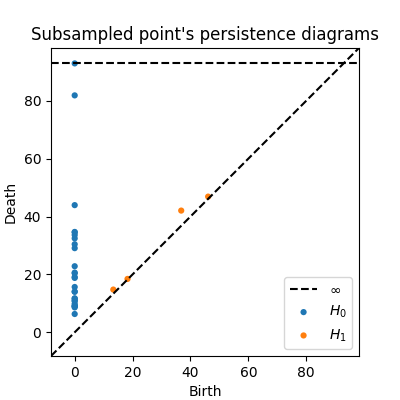 Subsampled point's persistence diagrams
80
60
40
20
0
Death
∞
H₀
H₁
0 20 40 60 80
Birth